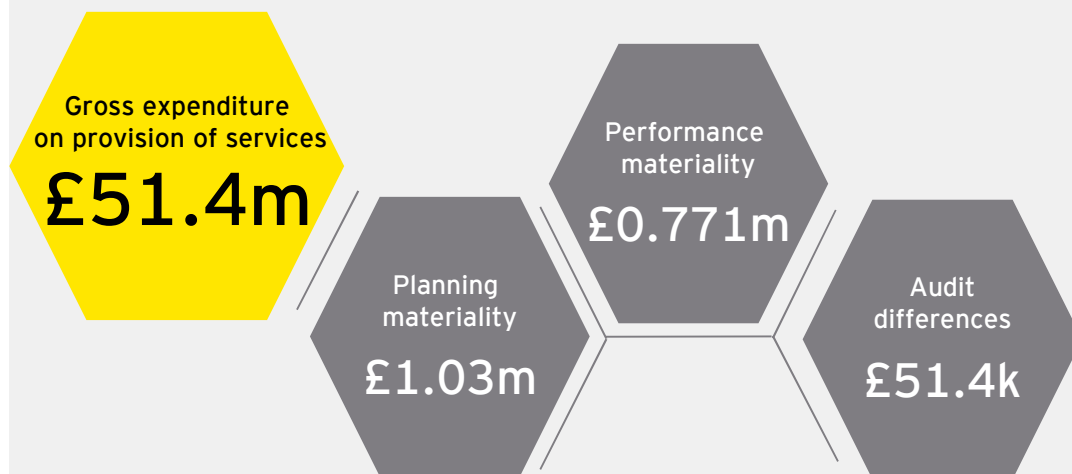 Gross expenditure
on provision of services
£51.4m
Planning
materiality
£1.03m
Performance
materiality
£0.771m
Audit
differences
£51.4k